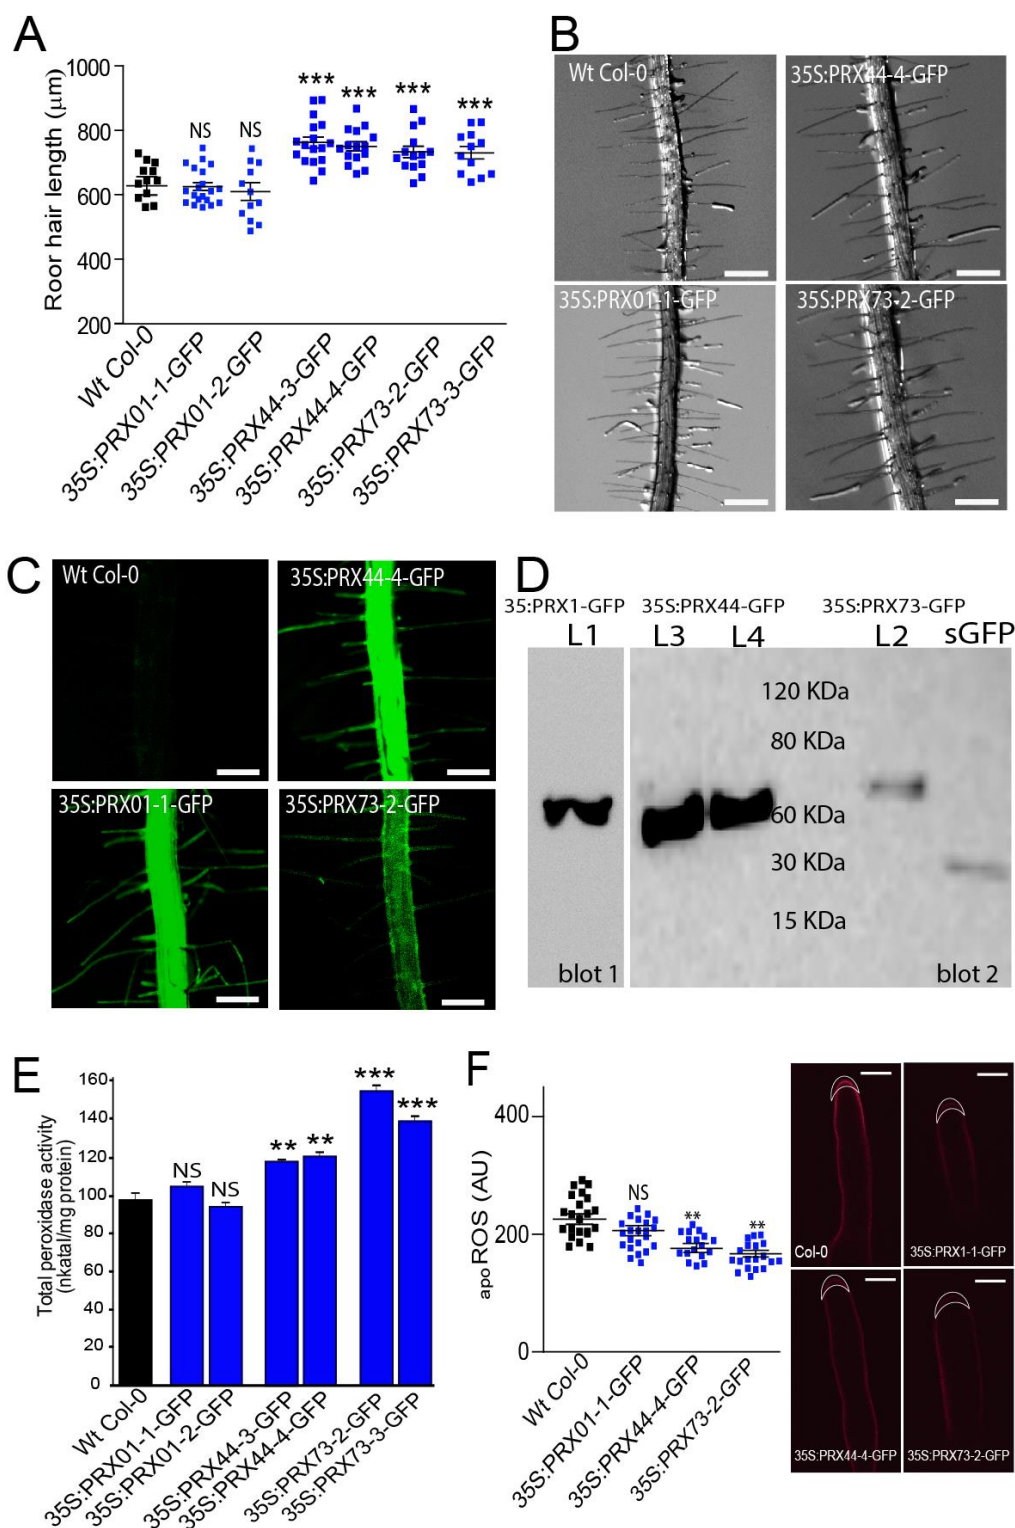 A
Roor hair length (µm)
1000
800
600
400
200
NS
NS
***
***
***
***
Wt Col-0
35S:PRX01-1-GFP
35S:PRX01-2-GFP
35S:PRX44-3-GFP
35S:PRX44-4-GFP
35S:PRX73-2-GFP
35S:PRX73-3-GFP
B
Wt Col-0
35S:PRX44-4-GFP
35S:PRX01-1-GFP
35S:PRX73-2-GFP
C
Wt Col-0
35S:PRX44-4-GFP
35S:PRX01-1-GFP
35S:PRX73-2-GFP
D
35:PRX1-GFP
35S:PRX44-GFP
35S:PRX73-GFP
L1
L3
L4
L2
sGFP
120 KDa
80 KDa
60 KDa
30 KDa
15 KDa
blot 1
blot 2
E
Total peroxidase activity
(nkatal/mg protein)
160
140
120
100
80
60
40
20
0
NS
NS
**
**
***
***
Wt Col-0
35S:PRX01-1-GFP
35S:PRX01-2-GFP
35S:PRX44-3-GFP
35S:PRX44-4-GFP
35S:PRX73-2-GFP
35S:PRX73-3-GFP
F
apoROS (AU)
400
200
0
NS
**
**
Wt Col-0
35S:PRX01-1-GFP
35S:PRX44-4-GFP
35S:PRX73-2-GFP
Col-0
35S:PRX1-1-GFP
35S:PRX44-4-GFP
35S:PRX73-2-GFP